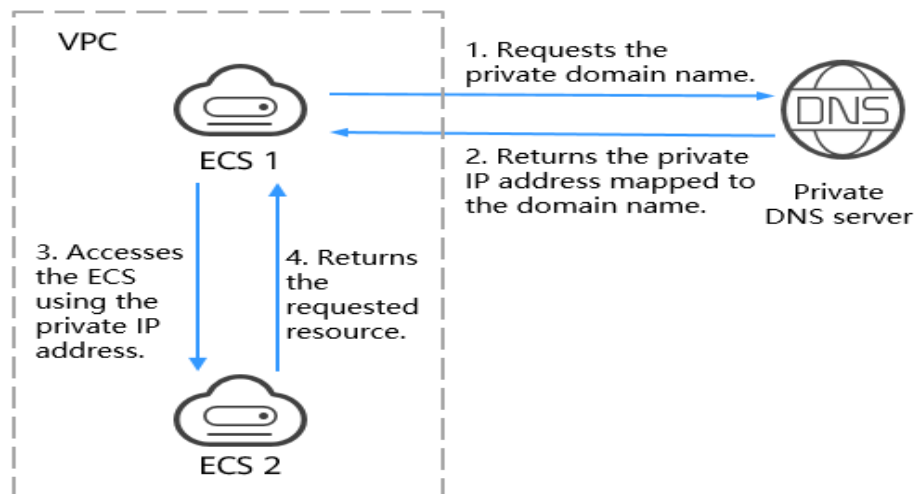 VPC
1. Requests the
private domain name.
DNS
2. Returns the private
IP address mapped to
the domain name.
Private
DNS server
ECS 1
3. Accesses
the ECS
using the
private IP
address.
4. Returns
the
requested
resource.
ECS 2